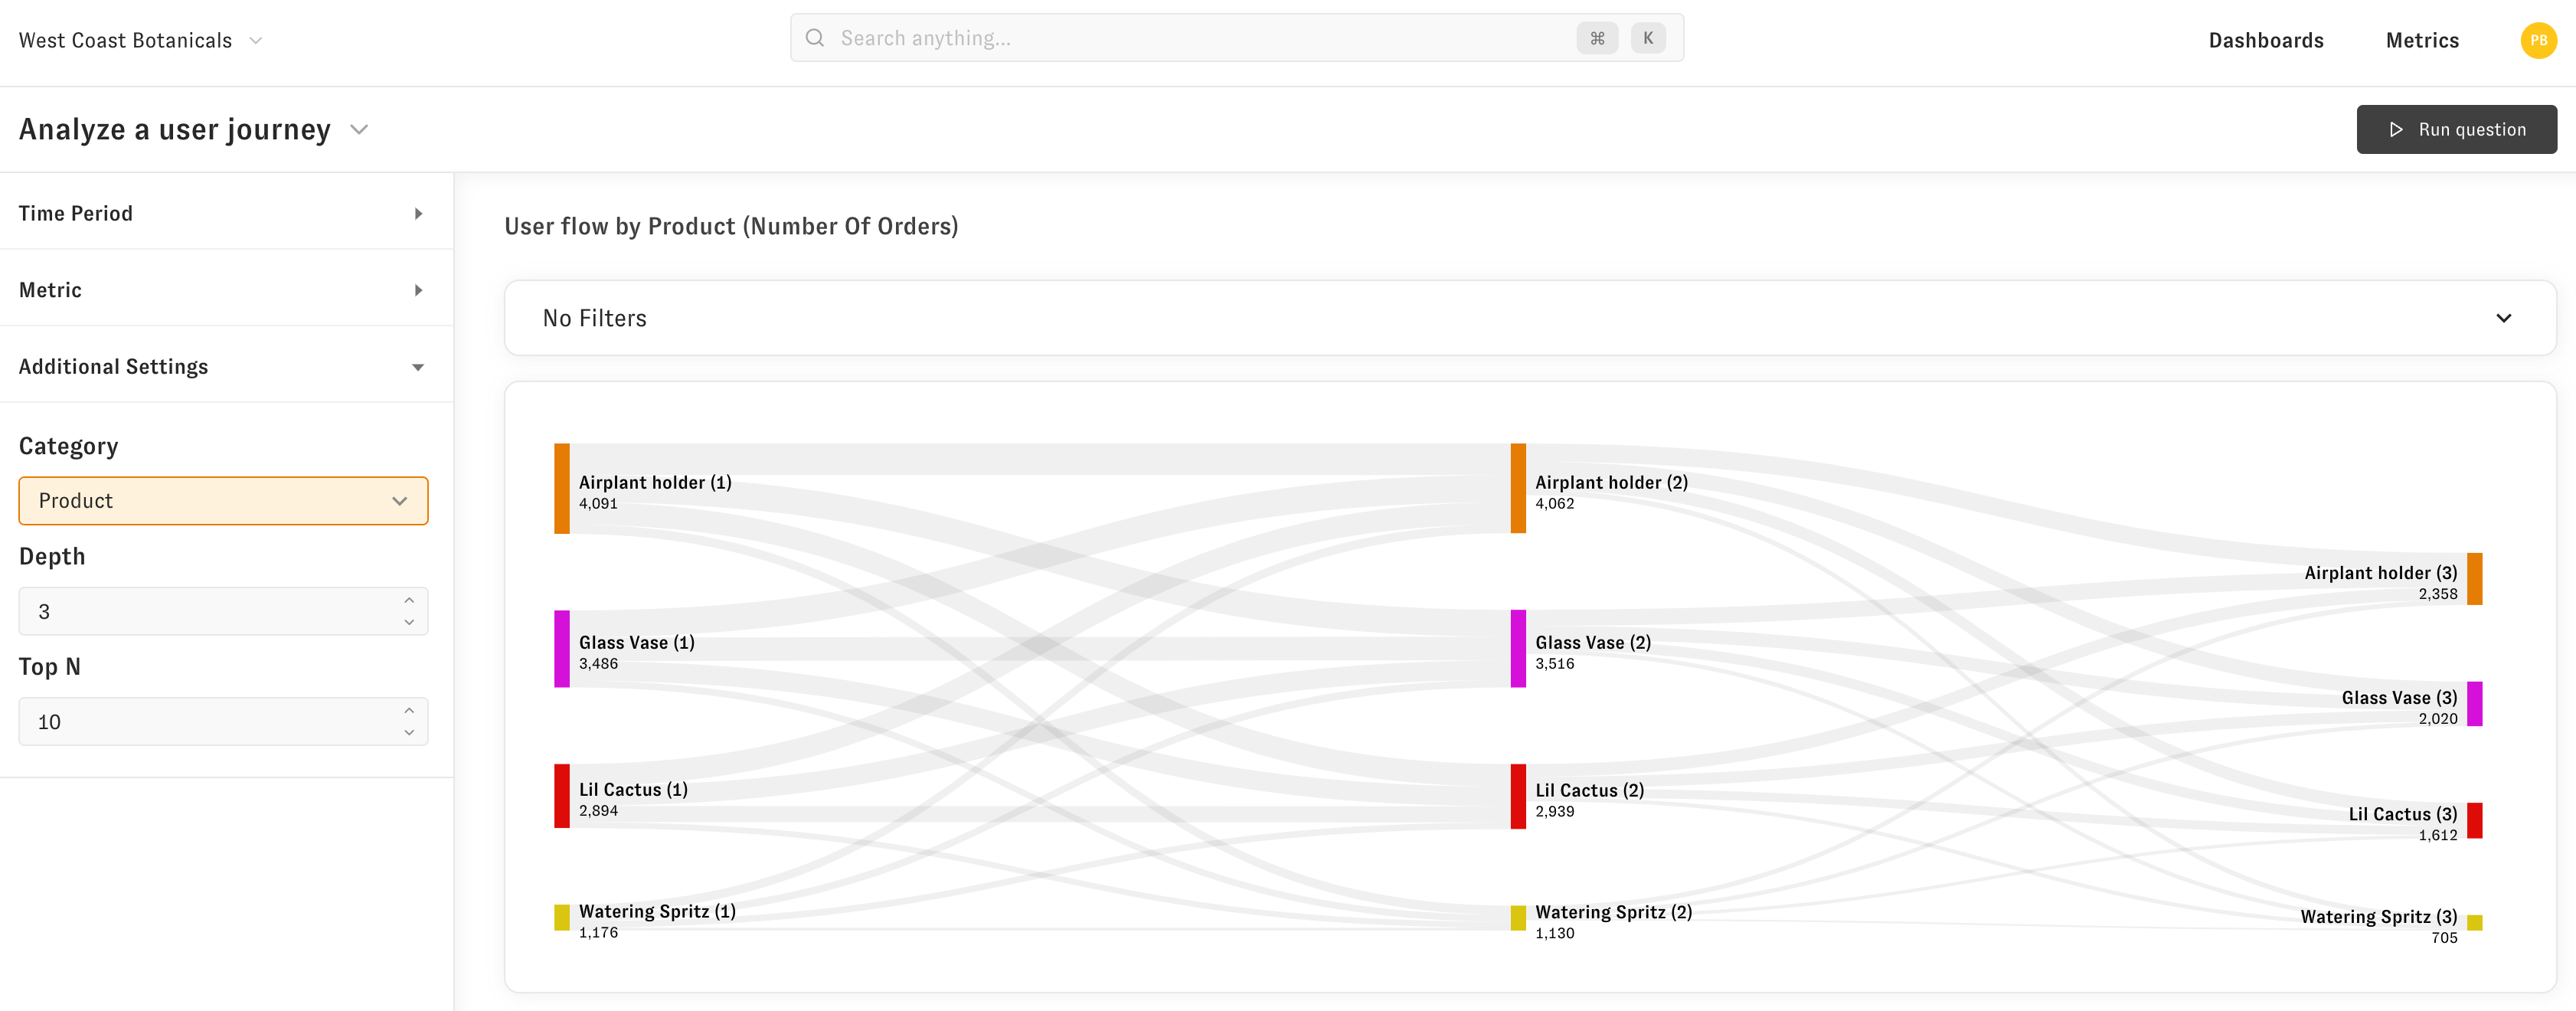 West Coast Botanicals
Search anything...
⌘ K
Dashboards
Metrics
PB
Analyze a user journey
Run question
Time Period
Metric
Additional Settings
Category
Product
Depth
3
Top N
10
User flow by Product (Number Of Orders)
No Filters
Airplant holder (1)
4,091
Glass Vase (1)
3,486
Lil Cactus (1)
2,894
Watering Spritz (1)
1,176
Airplant holder (2)
4,062
Glass Vase (2)
3,516
Lil Cactus (2)
2,939
Watering Spritz (2)
1,130
Airplant holder (3)
2,358
Glass Vase (3)
2,020
Lil Cactus (3)
1,612
Watering Spritz (3)
705